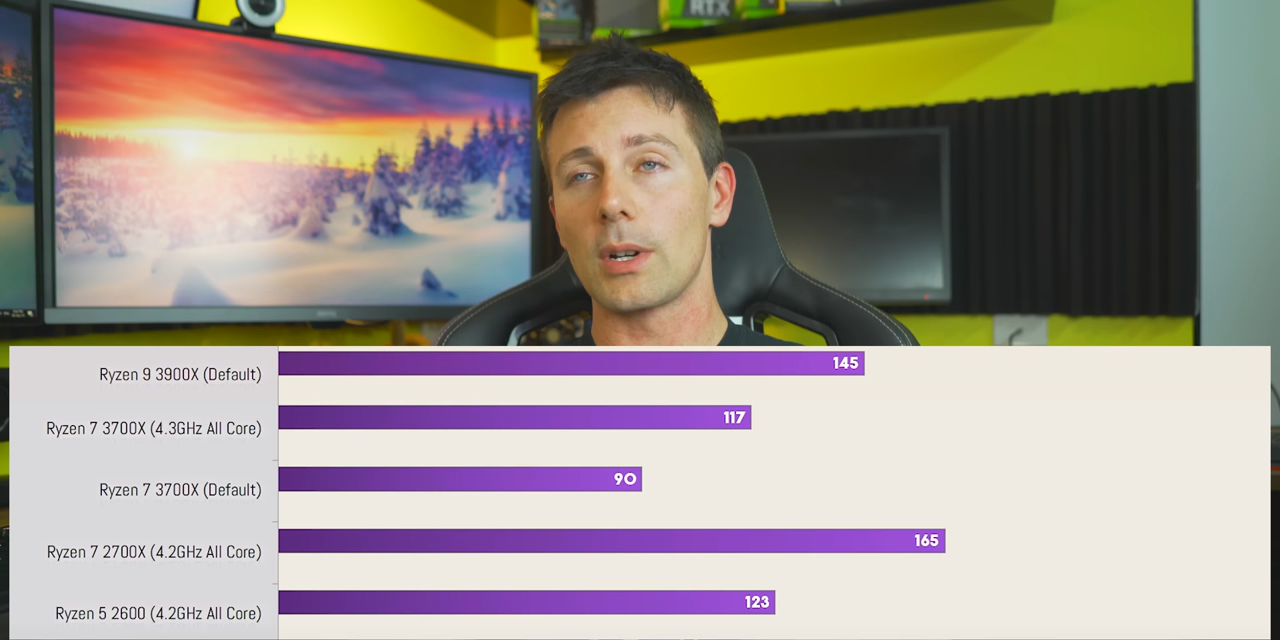 RTX
Ryzen 9 3900X (Default) 145
Ryzen 7 3700X (4.3GHz All Core) 117
Ryzen 7 3700X (Default) 90
Ryzen 7 2700X (4.2GHz All Core) 165
Ryzen 5 2600 (4.2GHz All Core) 123